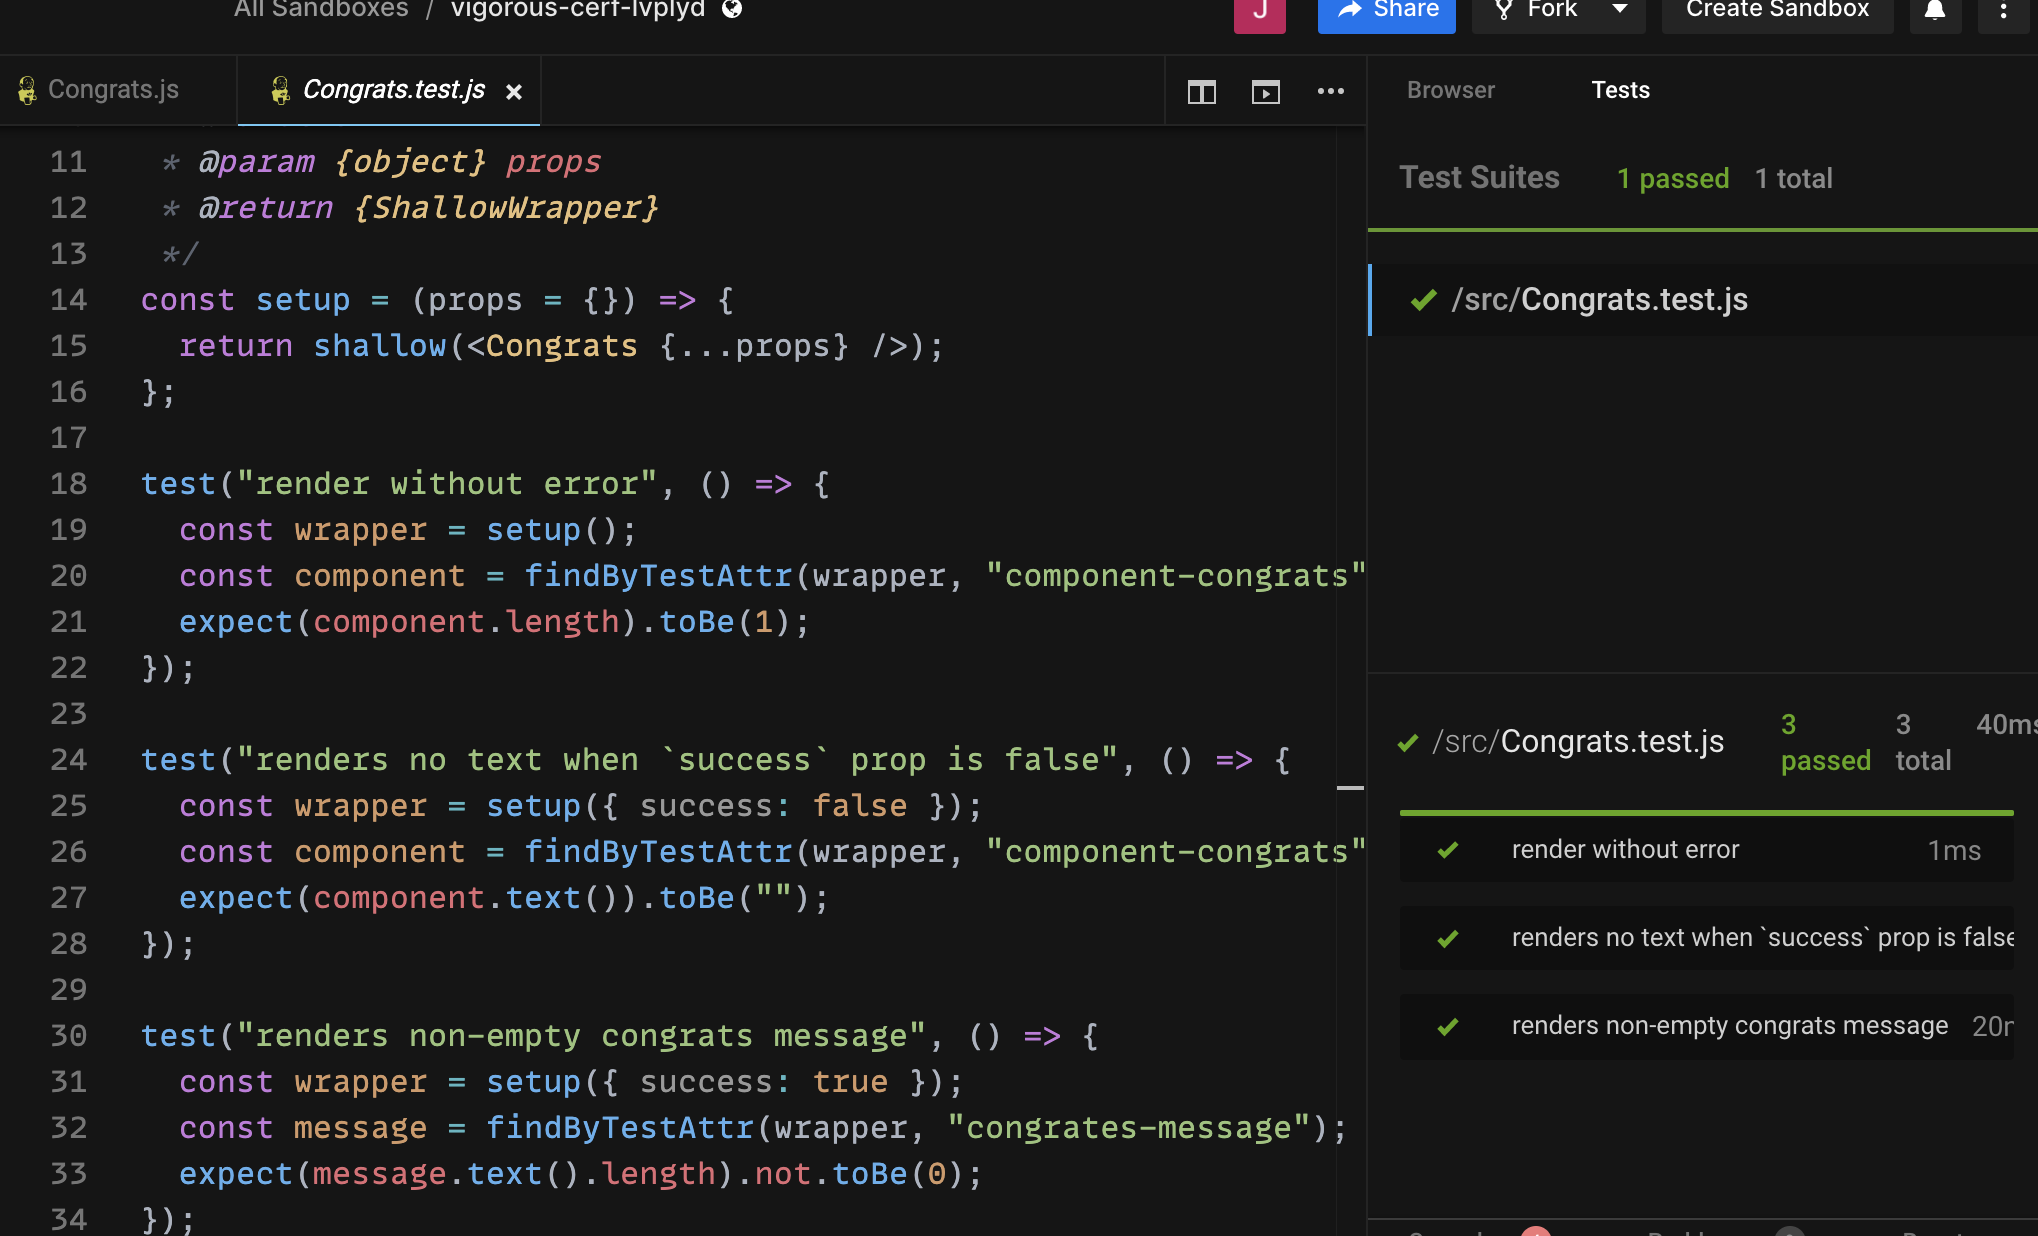 All Sandboxes / vigorous-cerf-lvplyd
J
Share
Fork
Create Sandbox
Congrats.js
Congrats.test.js
Browser
Tests
11 * @param {object} props
12 * @return {ShallowWrapper}
13 */
14 const setup = (props = {}) => {
15 return shallow(<Congrats {...props} />);
16 };
17
18 test("render without error", () => {
19 const wrapper = setup();
20 const component = findByTestAttr(wrapper, "component-congrats"
21 expect(component.length).toBe(1);
22 });
23
24 test("renders no text when `success` prop is false", () => {
25 const wrapper = setup({ success: false });
26 const component = findByTestAttr(wrapper, "component-congrats"
27 expect(component.text()).toBe("");
28 });
29
30 test("renders non-empty congrats message", () => {
31 const wrapper = setup({ success: true });
32 const message = findByTestAttr(wrapper, "congrates-message");
33 expect(message.text().length).not.toBe(0);
34 });
Test Suites 1 passed 1 total
/src/Congrats.test.js
/src/Congrats.test.js 3 passed 3 total 40ms
render without error 1ms
renders no text when `success` prop is false
renders non-empty congrats message